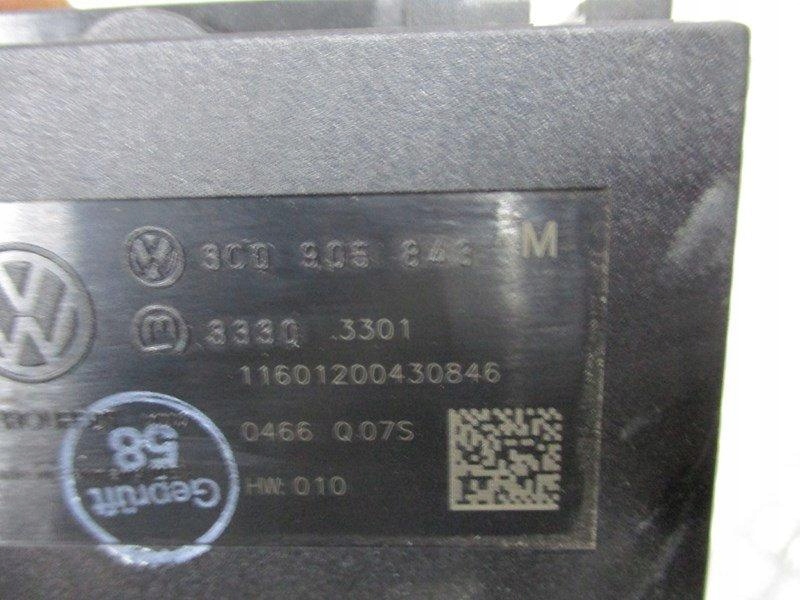 3C0 905 843 M
3330 .3301
11601200430846
0466 Q07S
HW: 010
Geprüft
58